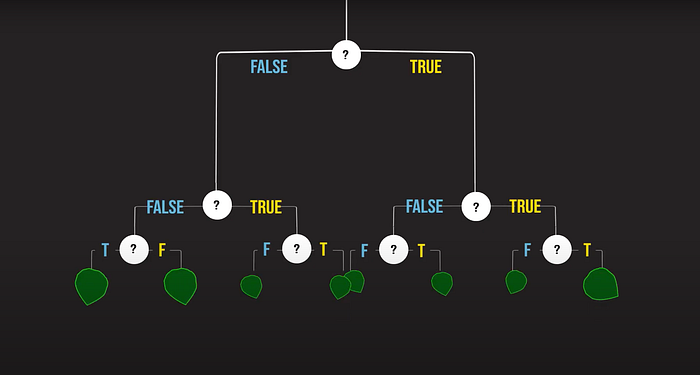 ?
FALSE TRUE
FALSE ? TRUE FALSE ? TRUE
T ? F F ? T F ? T F ? T